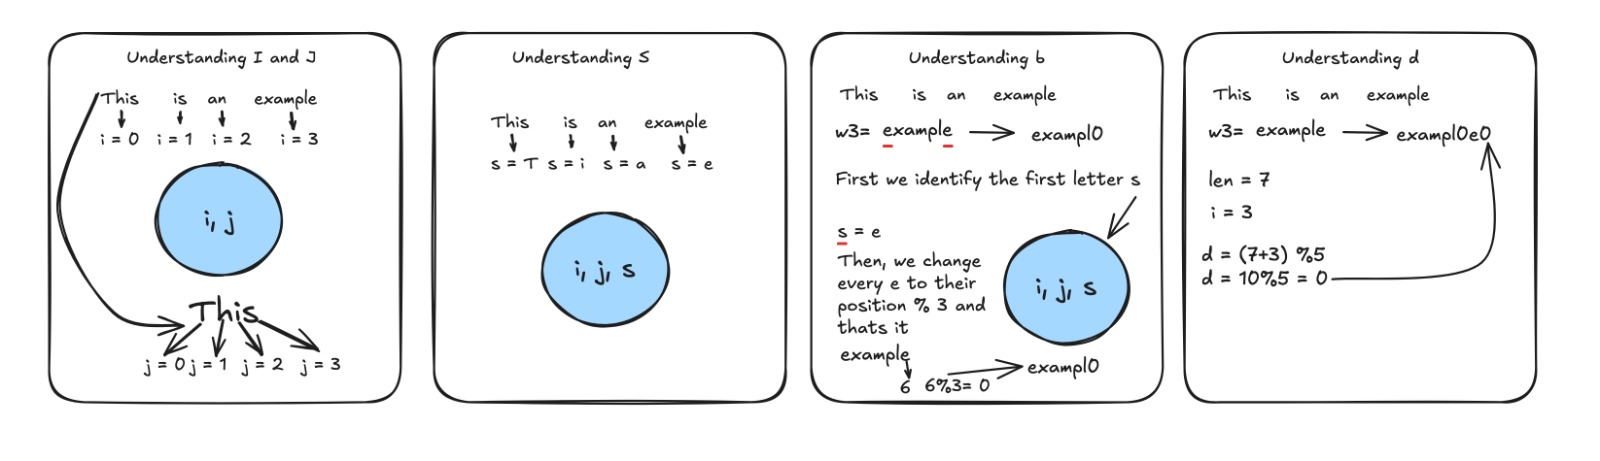 Understanding I and J
This is an example
i = 0 i = 1 i = 2 i = 3
i, j
This
j = 0 j = 1 j = 2 j = 3
Understanding S
This is an example
s = T s = i s = a s = e
i, j, s
Understanding b
This is an example
w3= example exampl0
First we identify the first letter s
s = e
Then, we change
every e to their
position % 3 and
thats it
i, j, s
example
6 6%3= 0 exampl0
Understanding d
This is an example
w3= example exampl0e0
len = 7
i = 3
d = (7+3) %5
d = 10%5 = 0